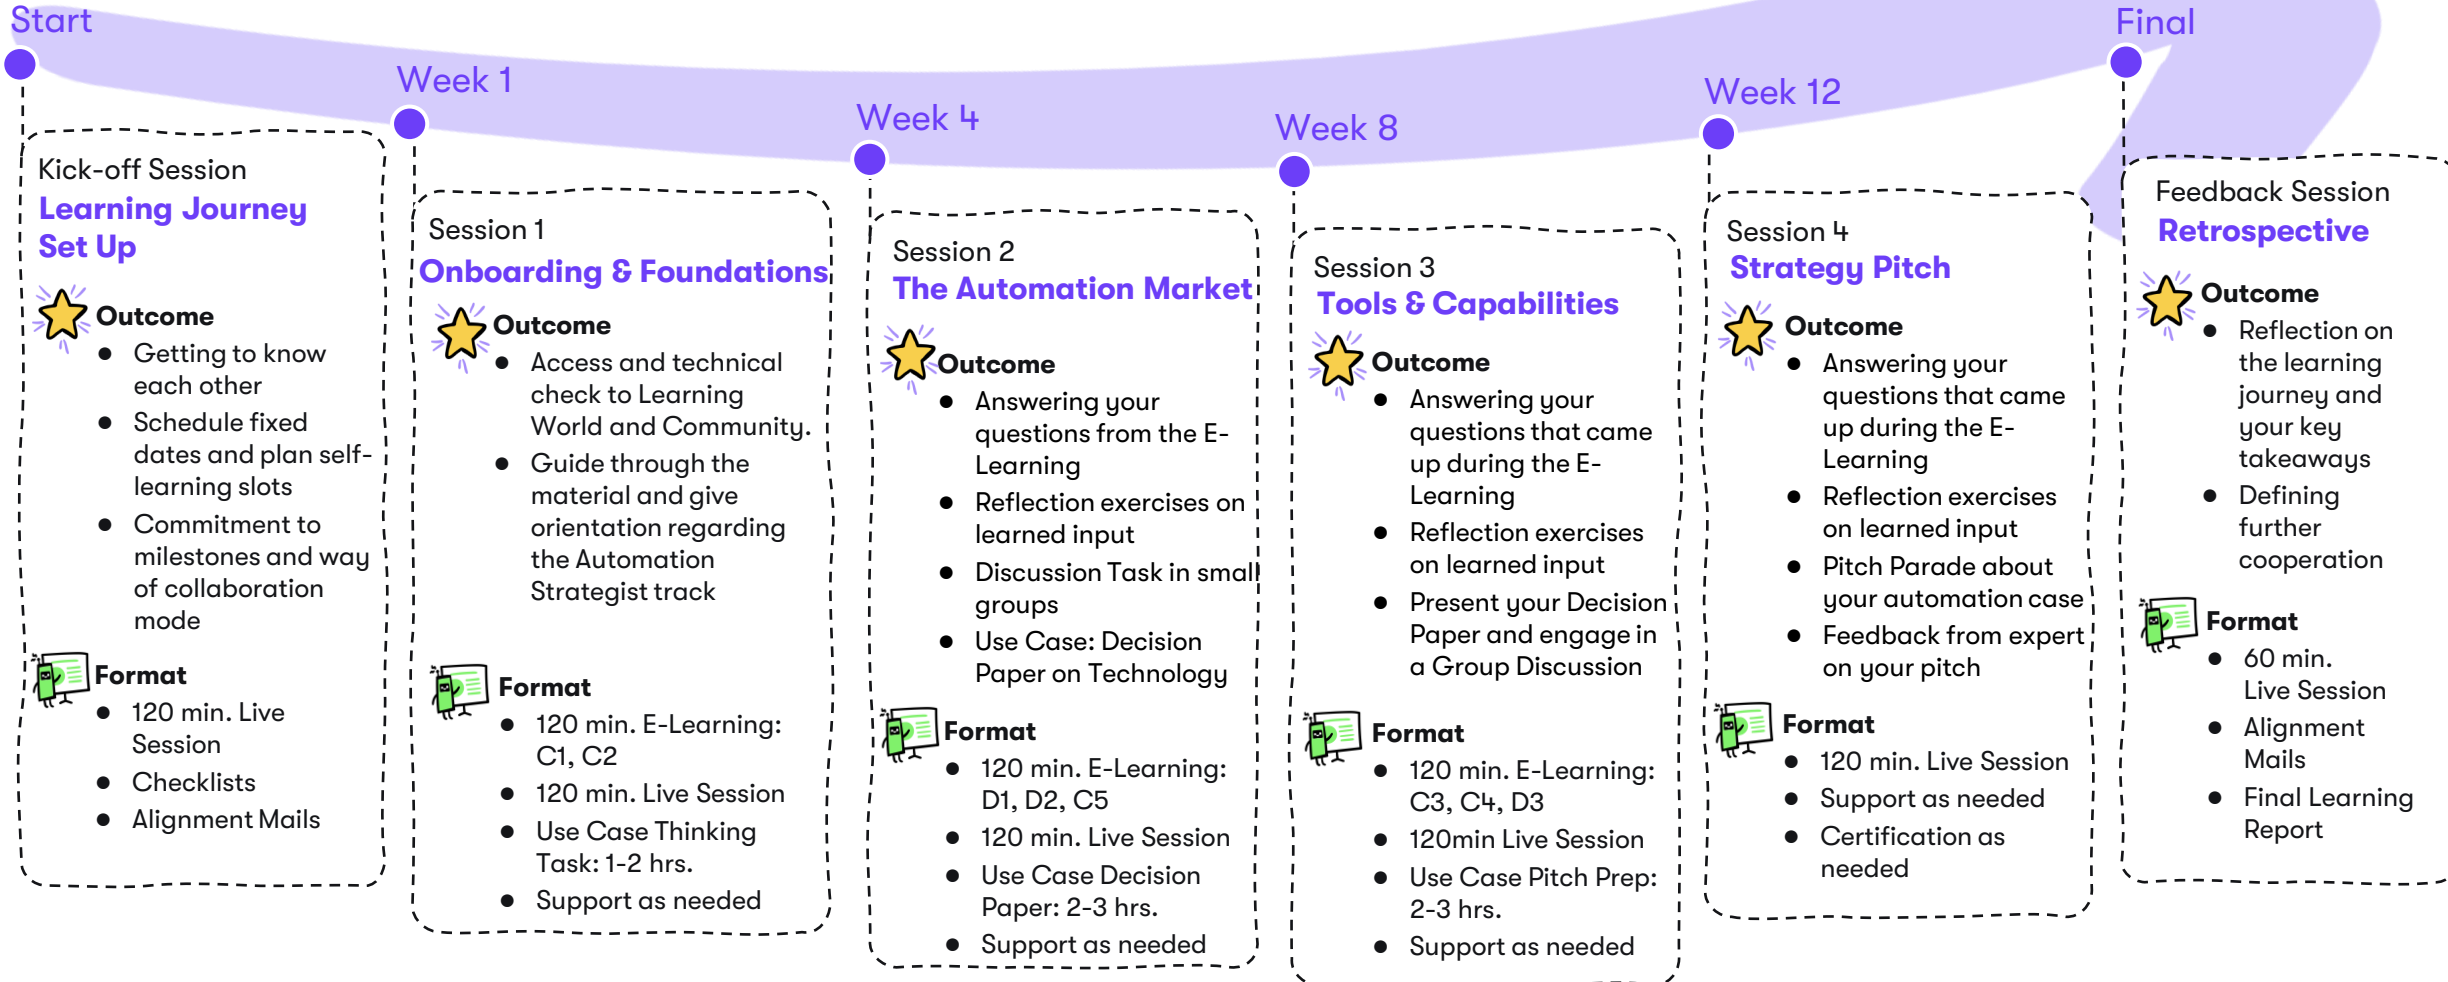 Start
Kick-off Session
Learning Journey
Set Up
Outcome
● Getting to know
each other
● Schedule fixed
dates and plan self-
learning slots
● Commitment to
milestones and way
of collaboration
mode
Format
● 120 min. Live
Session
● Checklists
● Alignment Mails
Week 1
Session 1
Onboarding & Foundations
Outcome
● Access and technical
check to Learning
World and Community.
● Guide through the
material and give
orientation regarding
the Automation
Strategist track
Format
● 120 min. E-Learning:
C1, C2
● 120 min. Live Session
● Use Case Thinking
Task: 1-2 hrs.
● Support as needed
Week 4
Session 2
The Automation Market
Outcome
● Answering your
questions from the E-
Learning
● Reflection exercises on
learned input
● Discussion Task in small
groups
● Use Case: Decision
Paper on Technology
Format
● 120 min. E-Learning:
D1, D2, C5
● 120 min. Live Session
● Use Case Decision
Paper: 2-3 hrs.
● Support as needed
Week 8
Session 3
Tools & Capabilities
Outcome
● Answering your
questions that came
up during the E-
Learning
● Reflection exercises
on learned input
● Present your Decision
Paper and engage in
a Group Discussion
Format
● 120 min. E-Learning:
C3, C4, D3
● 120min Live Session
● Use Case Pitch Prep:
2-3 hrs.
● Support as needed
Week 12
Session 4
Strategy Pitch
Outcome
● Answering your
questions that came
up during the E-
Learning
● Reflection exercises
on learned input
● Pitch Parade about
your automation case
● Feedback from expert
on your pitch
Format
● 120 min. Live Session
● Support as needed
● Certification as
needed
Final
Feedback Session
Retrospective
Outcome
● Reflection on
the learning
journey and
your key
takeaways
● Defining
further
cooperation
Format
● 60 min.
Live Session
● Alignment
Mails
● Final Learning
Report